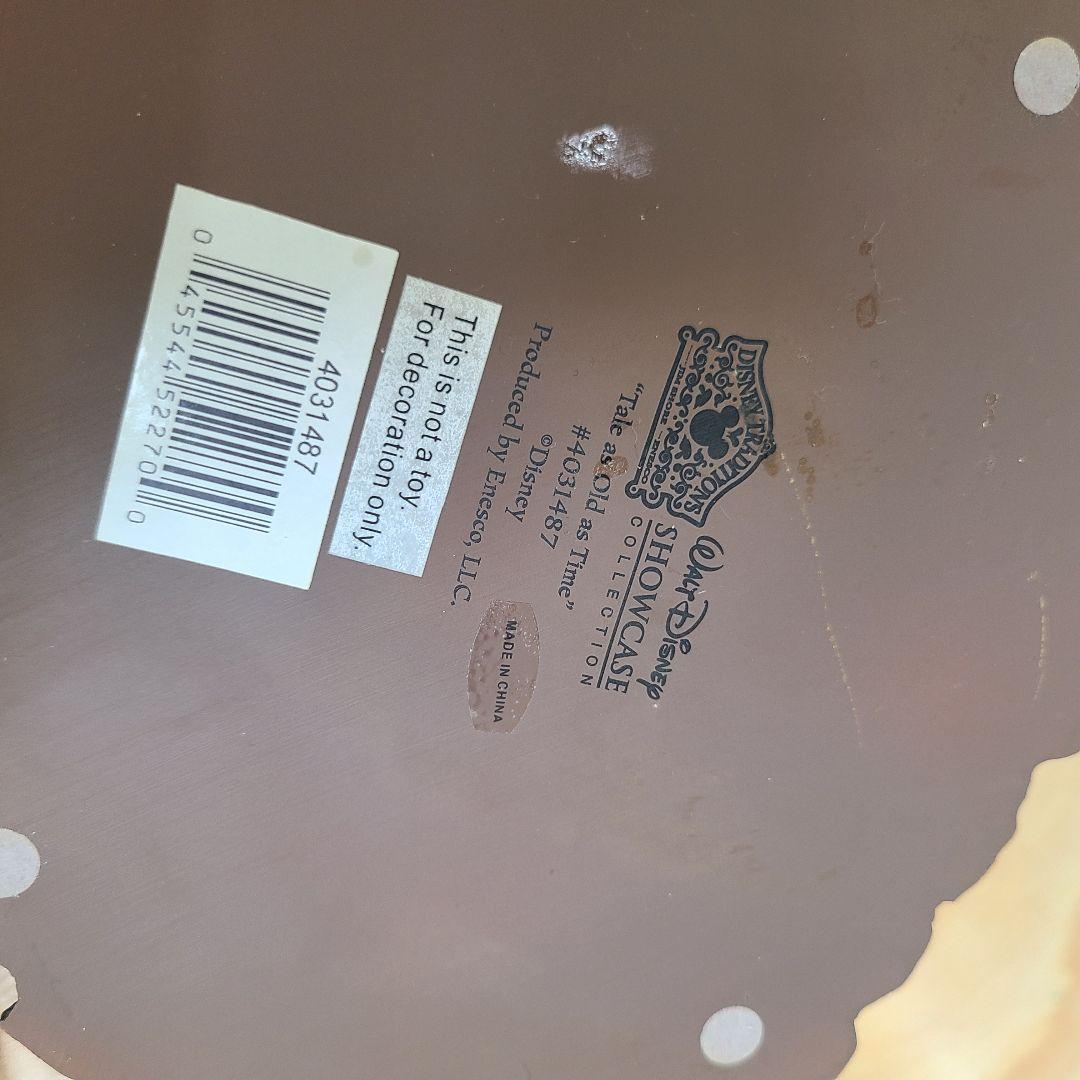 DISNEY TRADITIONS
WALT DISNEY
SHOWCASE
COLLECTION
"Tale as Old as Time"
#4031487
©Disney
Produced by Enesco, LLC.
MADE IN CHINA
This is not a toy.
For decoration only.
4031487
0 45544 52270 0